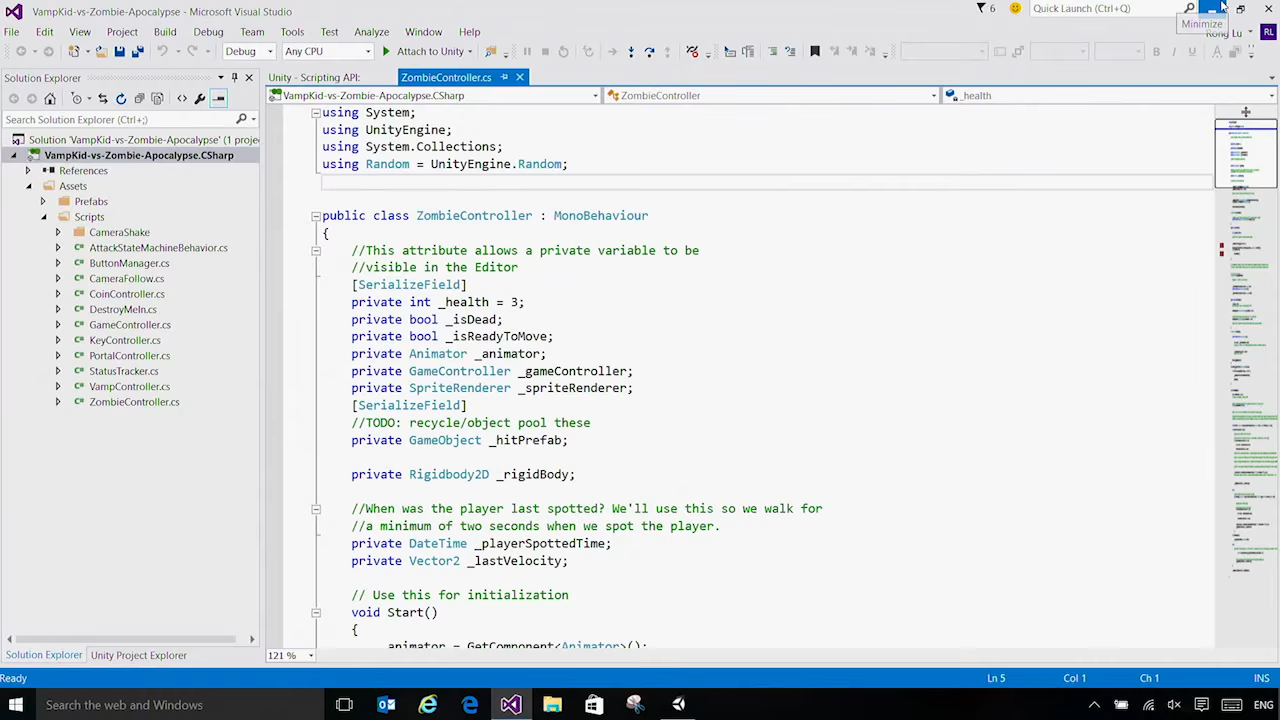 VampKid-vs-Zombie-Apocalypse - Microsoft Visual Studio
6
Quick Launch (Ctrl+Q)
Minimize
File Edit View Project Build Debug Team Tools Test Analyze Window Help
Rong Lu
RL
Debug Any CPU Attach to Unity
Solution Explorer
Unity - Scripting API:
ZombieController.cs
VampKid-vs-Zombie-Apocalypse.CSharp
ZombieController
_health
Search Solution Explorer (Ctrl+;)
Solution 'VampKid-vs-Zombie-Apocalypse' (1 project
VampKid-vs-Zombie-Apocalypse.CSharp
References
Assets
Prefabs
Scripts
CameraShake
AttackStateMachineBehavior.cs
ButtonManager.cs
CameraFollow.cs
CoinController.cs
DestroyMeIn.cs
GameController.cs
KeyController.cs
PortalController.cs
StatusTracker.cs
VampController.cs
ZombieController.cs
using System;
using UnityEngine;
using System.Collections;
using Random = UnityEngine.Random;
public class ZombieController : MonoBehaviour
{
//This attribute allows a private variable to be
//visible in the Editor
[SerializeField]
private int _health = 3;
private bool _isDead;
private bool _isReadyToMove;
private Animator _animator;
private GameController _gameController;
private SpriteRenderer _spriteRenderer;
[SerializeField]
//For recycle/object pool use
private GameObject _hitPrefab;
private Rigidbody2D _rigidbody;
//When was the player last spotted? We'll use this so we walk for
//a minimum of two seconds when we spot the player.
private DateTime _playerSpottedTime;
private Vector2 _lastVelocity;
// Use this for initialization
void Start()
{
_animator = GetComponent<Animator>();
121 %
Solution Explorer Unity Project Explorer
Ready
Ln 5 Col 1 Ch 1 INS
Search the web and Windows
ENG